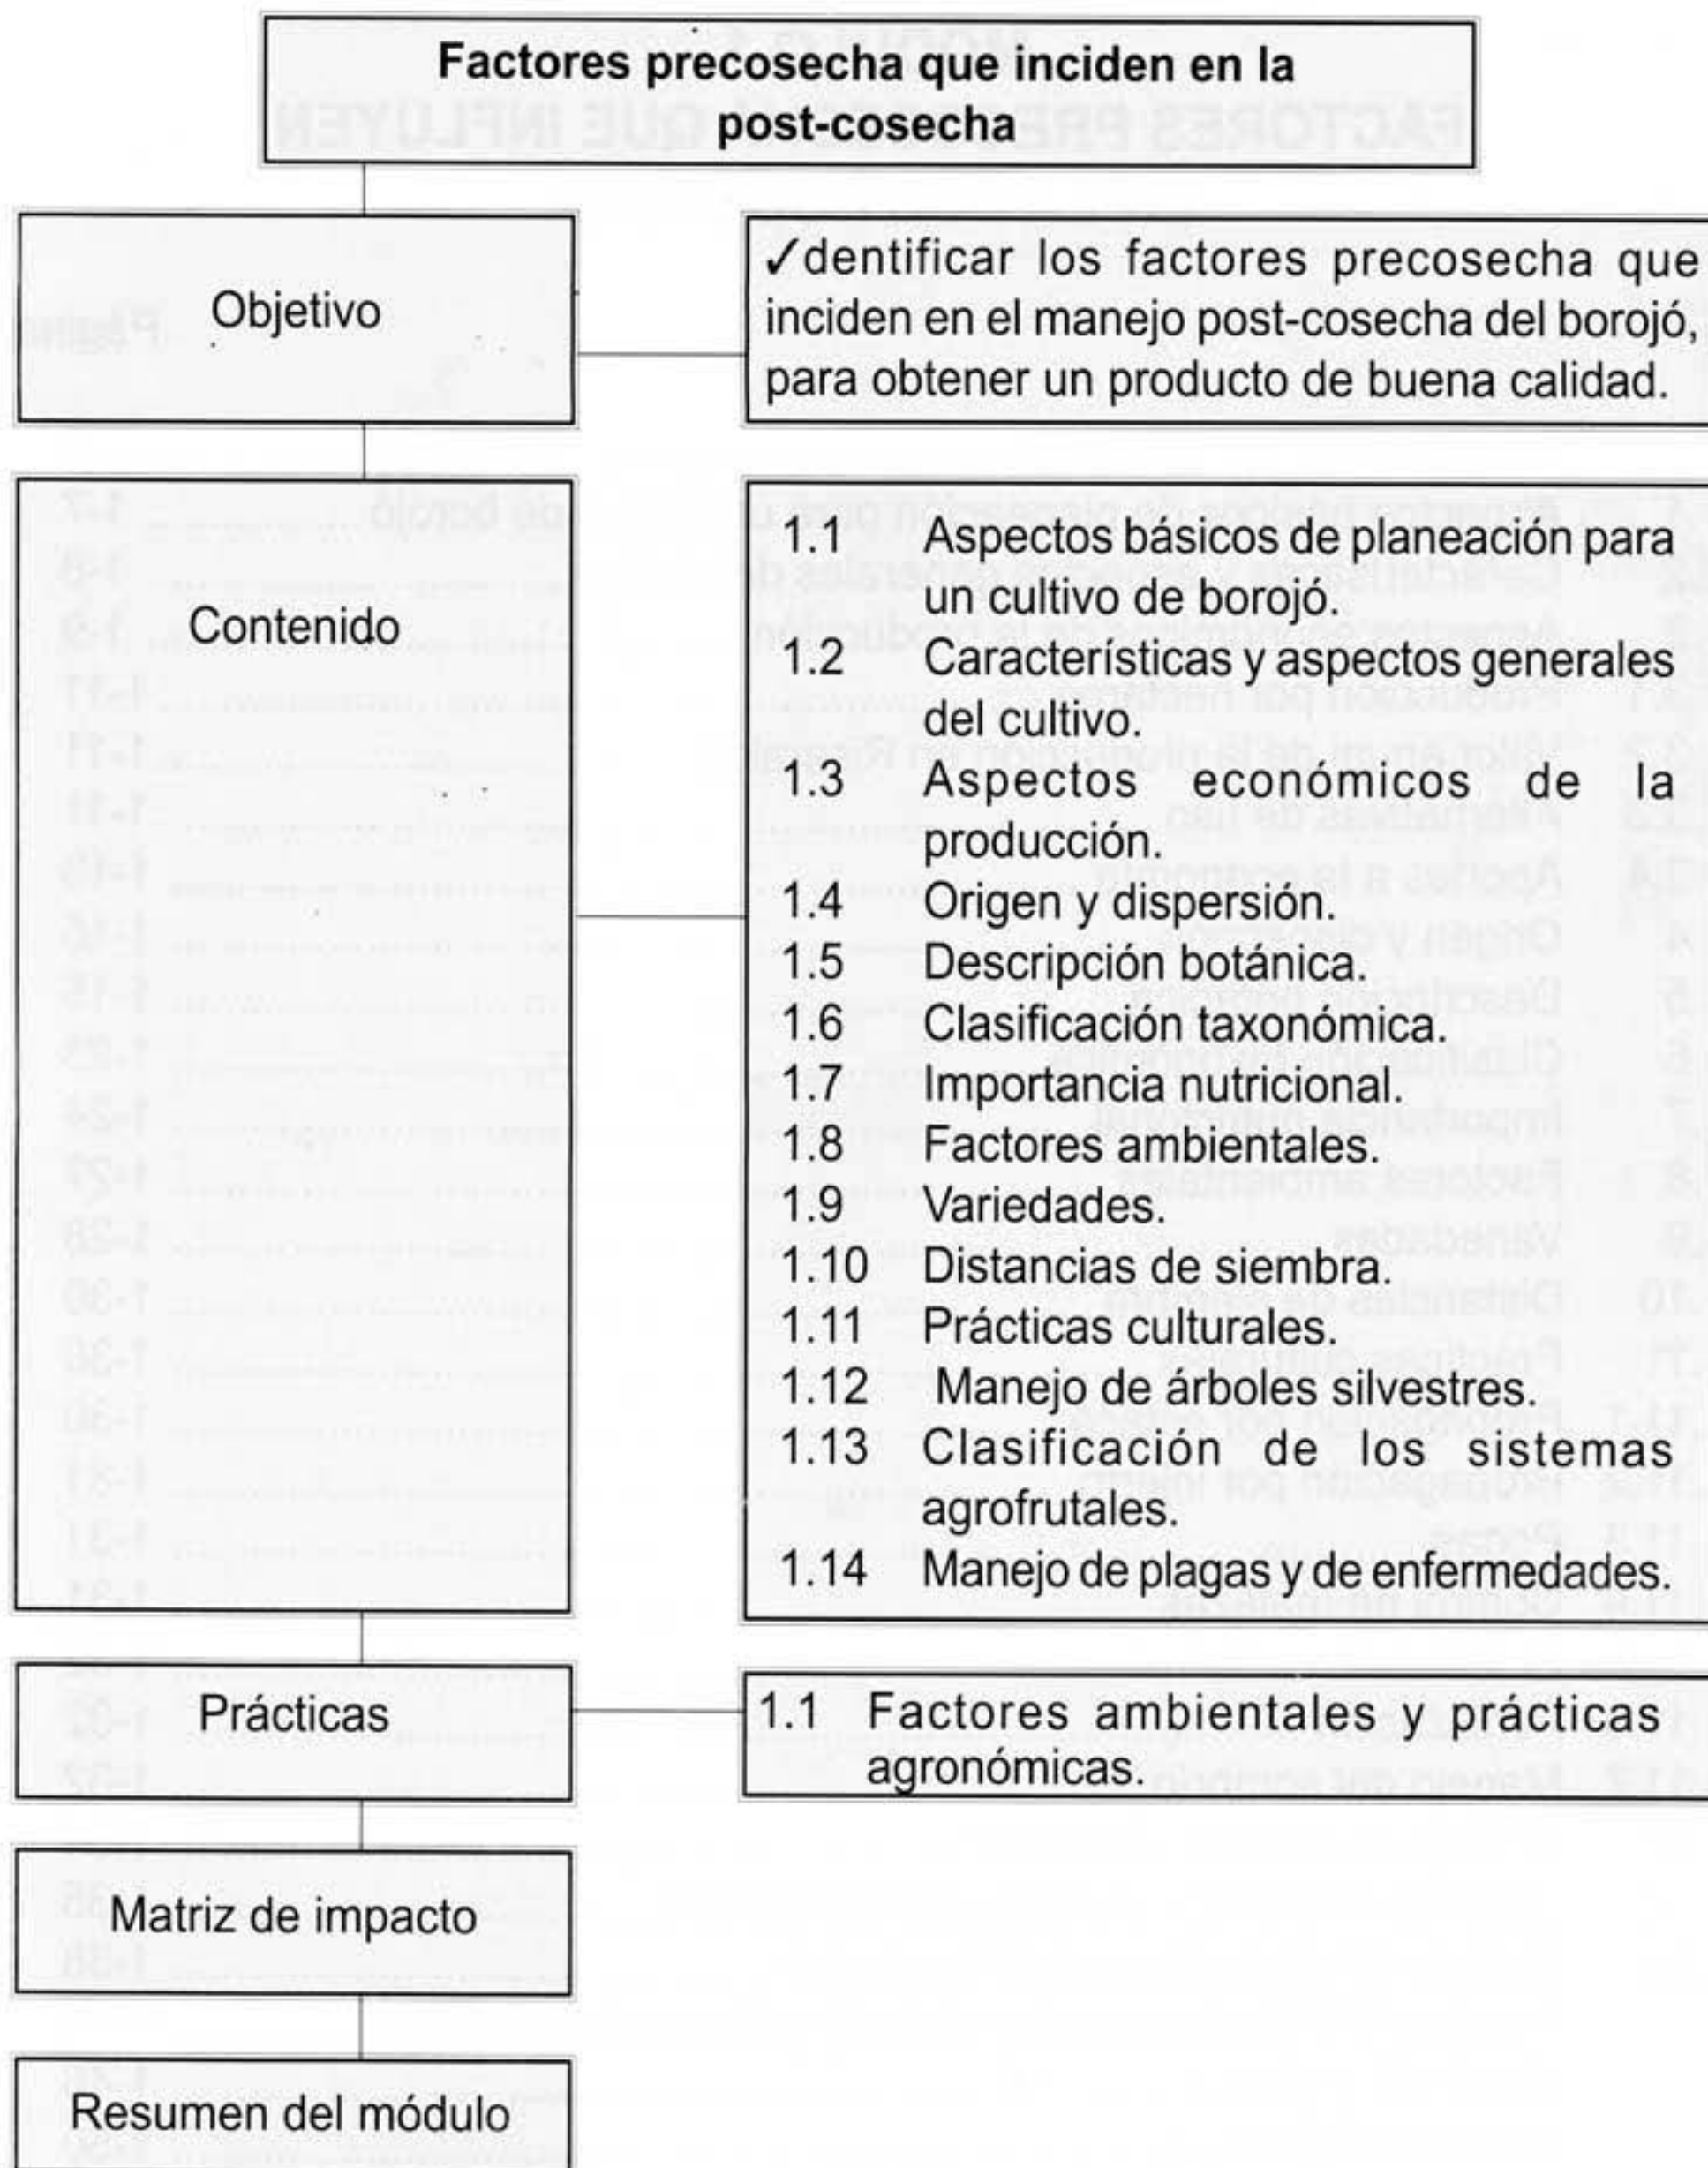 Factores precosecha que inciden en la
post-cosecha
Objetivo
✓dentificar los factores precosecha que
inciden en el manejo post-cosecha del borojó,
para obtener un producto de buena calidad.
Contenido
1.1 Aspectos básicos de planeación para
un cultivo de borojó.
1.2 Características y aspectos generales
del cultivo.
1.3 Aspectos económicos de la
producción.
1.4 Origen y dispersión.
1.5 Descripción botánica.
1.6 Clasificación taxonómica.
1.7 Importancia nutricional.
1.8 Factores ambientales.
1.9 Variedades.
1.10 Distancias de siembra.
1.11 Prácticas culturales.
1.12 Manejo de árboles silvestres.
1.13 Clasificación de los sistemas
agrofrutales.
1.14 Manejo de plagas y de enfermedades.
Prácticas
1.1 Factores ambientales y prácticas
agronómicas.
Matriz de impacto
Resumen del módulo